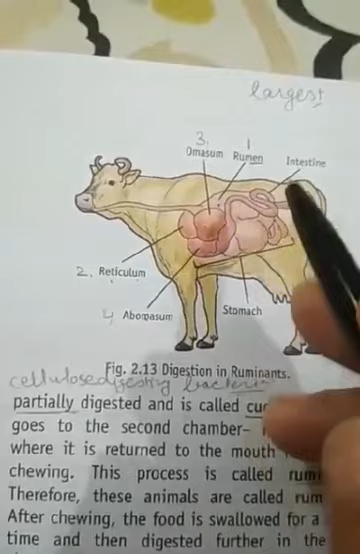 largest
3. 1
Omasum Rumen
Intestine
2. Reticulum
4 Abomasum
Stomach
Fig. 2.13 Digestion in Ruminants.
cellulose digesting bacteria
partially digested and is called
goes to the second chamber–
where it is returned to the mouth
chewing. This process is called
Therefore, these animals are called
After chewing, the food is swallowed for a
time and then digested further in the